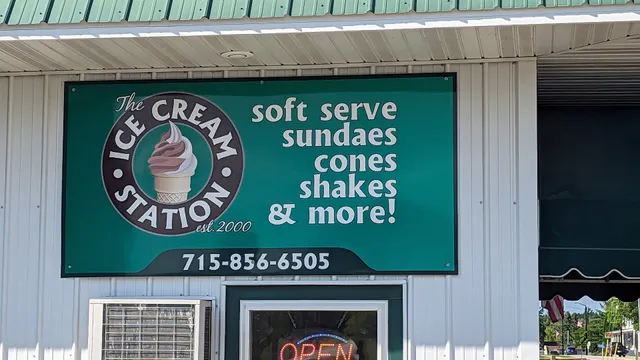 The
ICE CREAM
STATION
est. 2000
soft serve
sundaes
cones
shakes
& more!
715-856-6505
OPEN